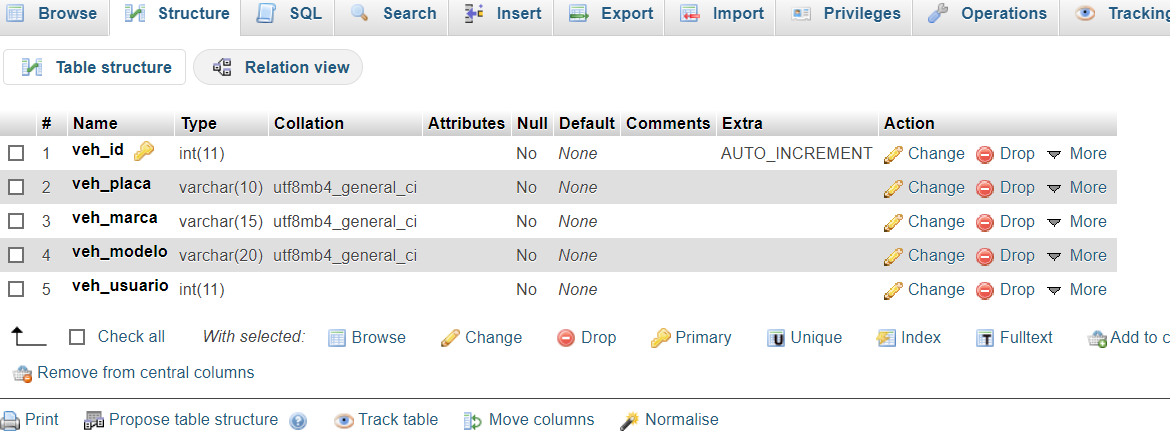 Browse Structure SQL Search Insert Export Import Privileges Operations Tracking
Table structure Relation view
# Name Type Collation Attributes Null Default Comments Extra Action
1 veh_id int(11) No None AUTO_INCREMENT Change Drop More
2 veh_placa varchar(10) utf8mb4_general_ci No None Change Drop More
3 veh_marca varchar(15) utf8mb4_general_ci No None Change Drop More
4 veh_modelo varchar(20) utf8mb4_general_ci No None Change Drop More
5 veh_usuario int(11) No None Change Drop More
Check all With selected: Browse Change Drop Primary Unique Index Fulltext Add to c
Remove from central columns
Print Propose table structure Track table Move columns Normalise